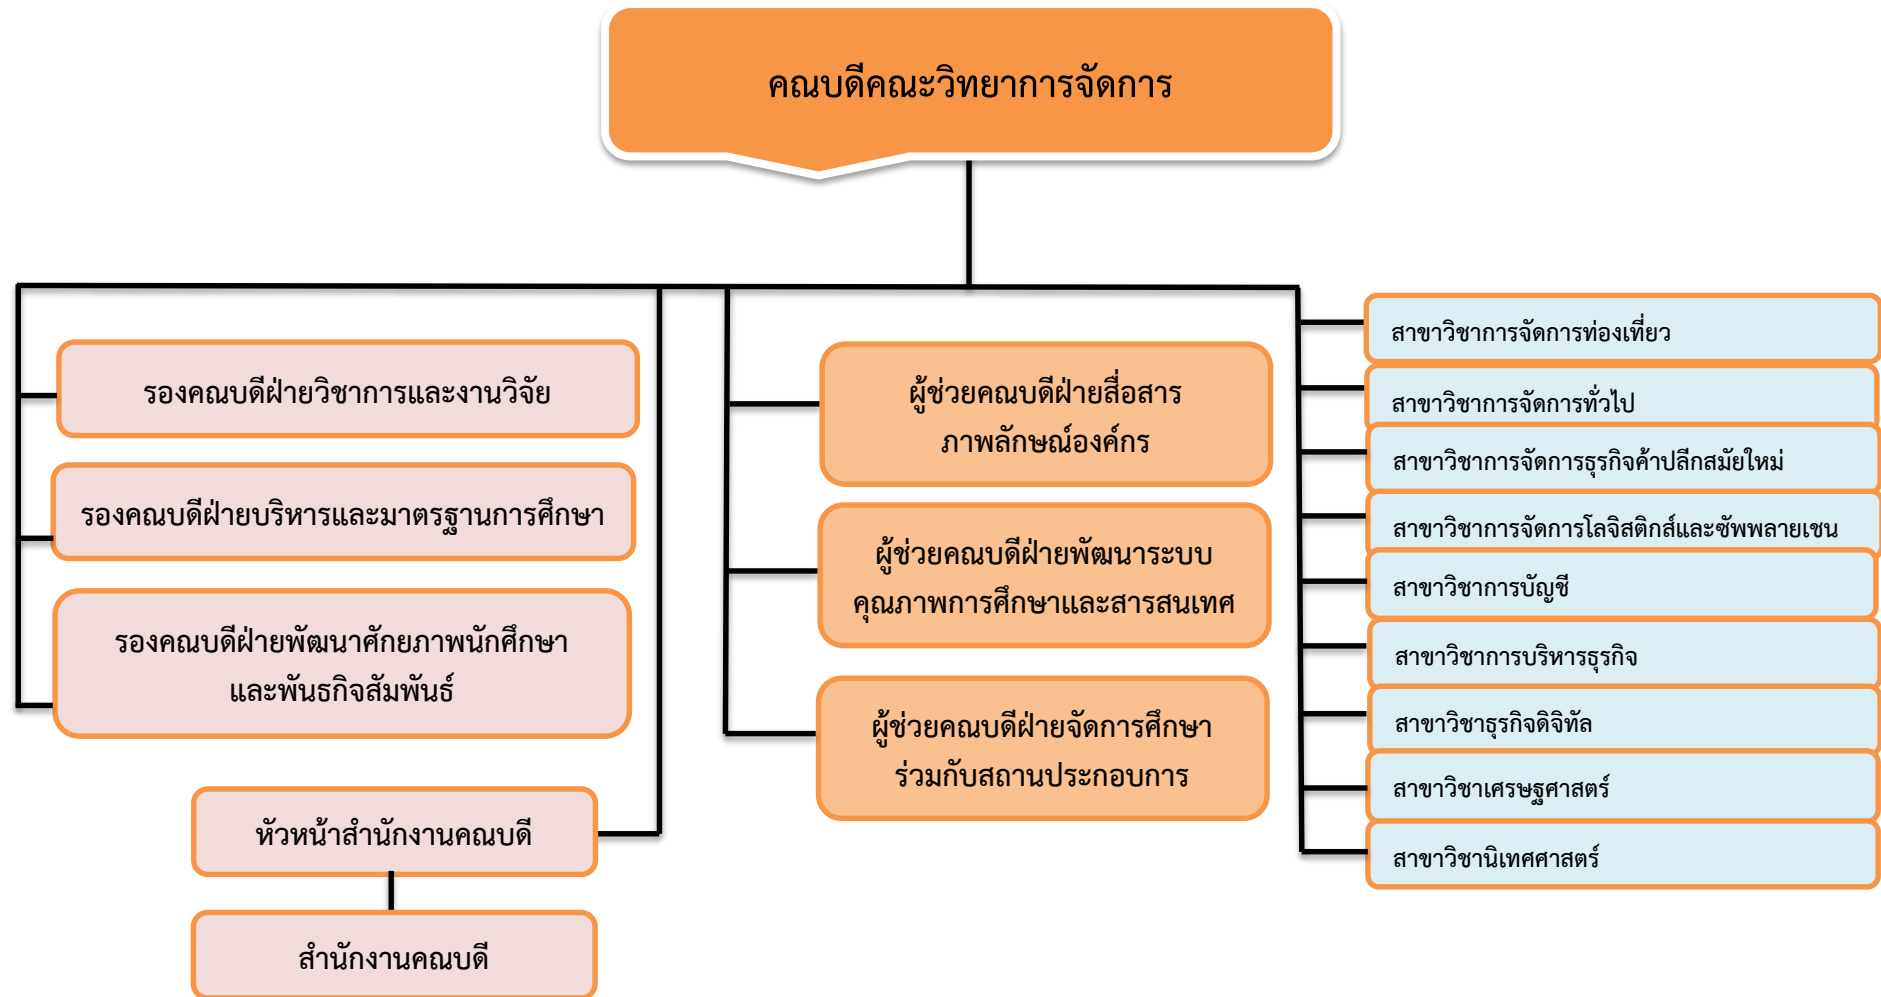 คณบดีคณะวิทยาการจัดการ
รองคณบดีฝ่ายวิชาการและงานวิจัย
รองคณบดีฝ่ายบริหารและมาตรฐานการศึกษา
รองคณบดีฝ่ายพัฒนาศักยภาพนักศึกษา
และพันธกิจสัมพันธ์
หัวหน้าสำนักงานคณบดี
สำนักงานคณบดี
ผู้ช่วยคณบดีฝ่ายสื่อสาร
ภาพลักษณ์องค์กร
ผู้ช่วยคณบดีฝ่ายพัฒนาระบบ
คุณภาพการศึกษาและสารสนเทศ
ผู้ช่วยคณบดีฝ่ายจัดการศึกษา
ร่วมกับสถานประกอบการ
สาขาวิชาการจัดการท่องเที่ยว
สาขาวิชาการจัดการทั่วไป
สาขาวิชาการจัดการธุรกิจค้าปลีกสมัยใหม่
สาขาวิชาการจัดการโลจิสติกส์และซัพพลายเชน
สาขาวิชาการบัญชี
สาขาวิชาการบริหารธุรกิจ
สาขาวิชาธุรกิจดิจิทัล
สาขาวิชาเศรษฐศาสตร์
สาขาวิชานิเทศศาสตร์